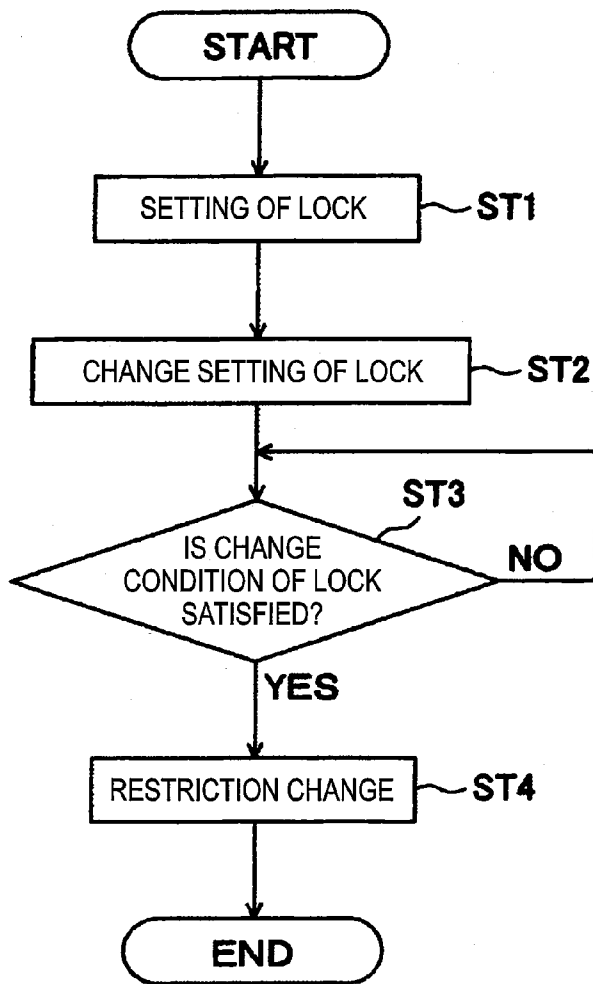 START
SETTING OF LOCK
ST1
CHANGE SETTING OF LOCK
ST2
ST3
IS CHANGE
CONDITION OF LOCK
SATISFIED?
NO
YES
RESTRICTION CHANGE
ST4
END